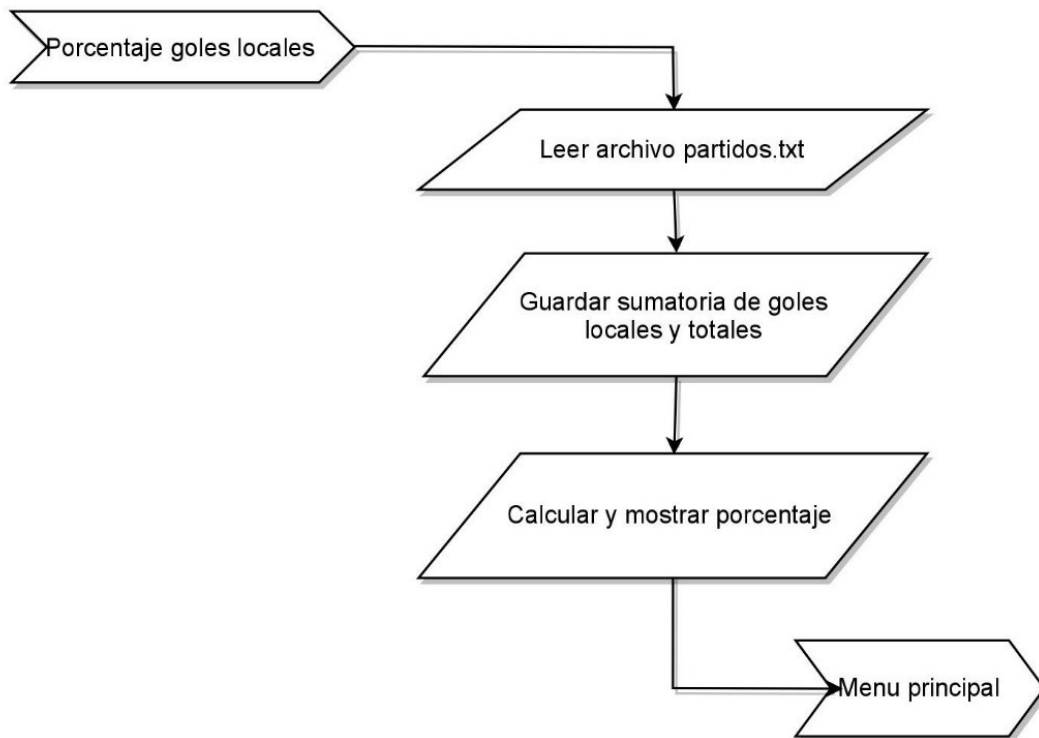 Porcentaje goles locales
Leer archivo partidos.txt
Guardar sumatoria de goles
locales y totales
Calcular y mostrar porcentaje
Menu principal